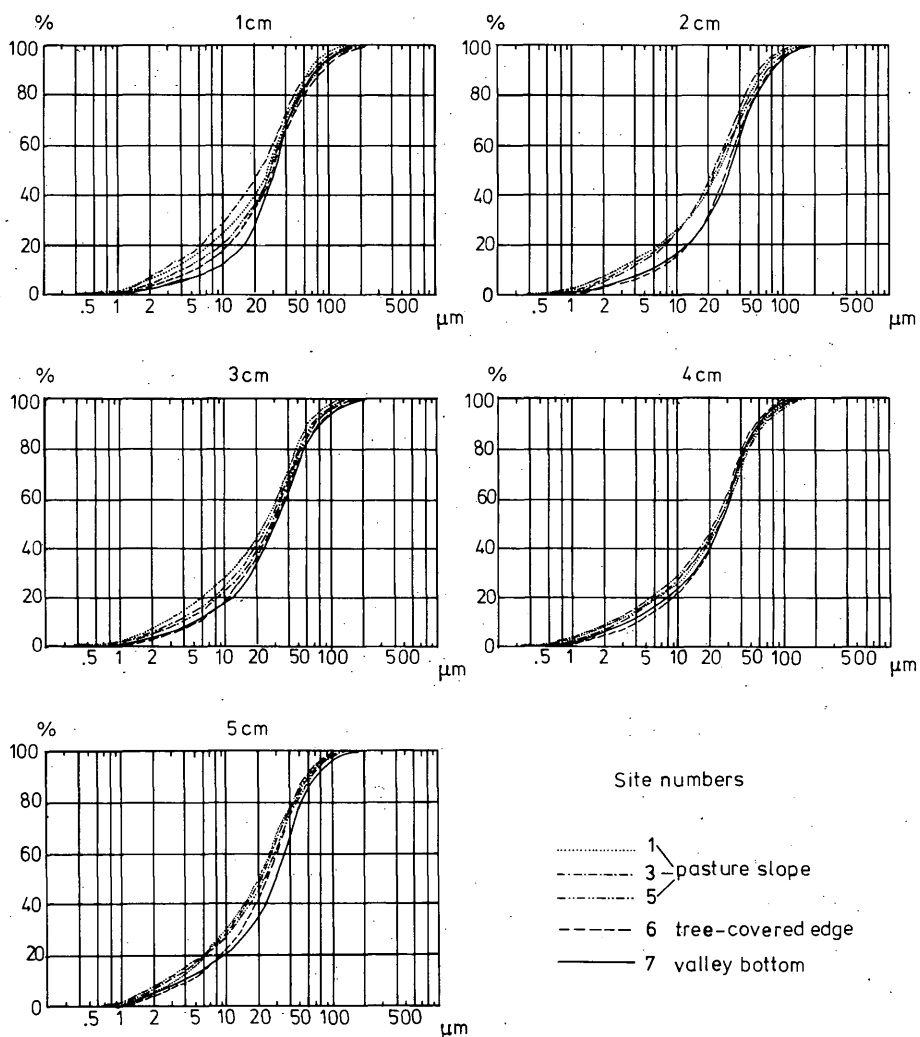 % 1cm
100
80
60
40
20
0
.5 1 2 5 10 20 50 100 500
µm
% 2cm
100
80
60
40
20
0
.5 1 2 5 10 20 50 100 500
µm
% 3cm
100
80
60
40
20
0
.5 1 2 5 10 20 50 100 500
µm
% 4cm
100
80
60
40
20
0
.5 1 2 5 10 20 50 100 500
µm
% 5cm
100
80
60
40
20
0
.5 1 2 5 10 20 50 100 500
µm
Site numbers
1
3 pasture slope
5
6 tree-covered edge
7 valley bottom